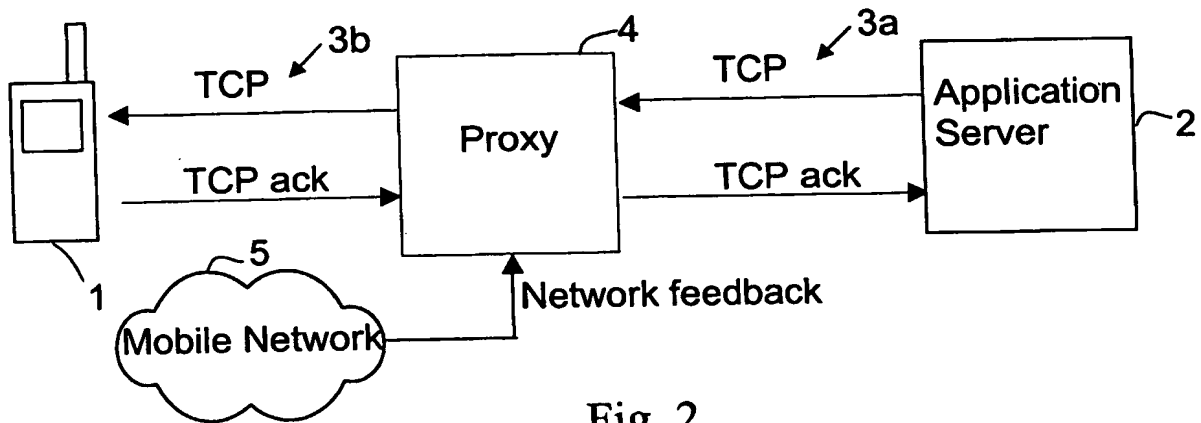 3b
4
3a
TCP
TCP
Application
Server
2
Proxy
TCP ack
TCP ack
1
5
Network feedback
Mobile Network
Fig. 2